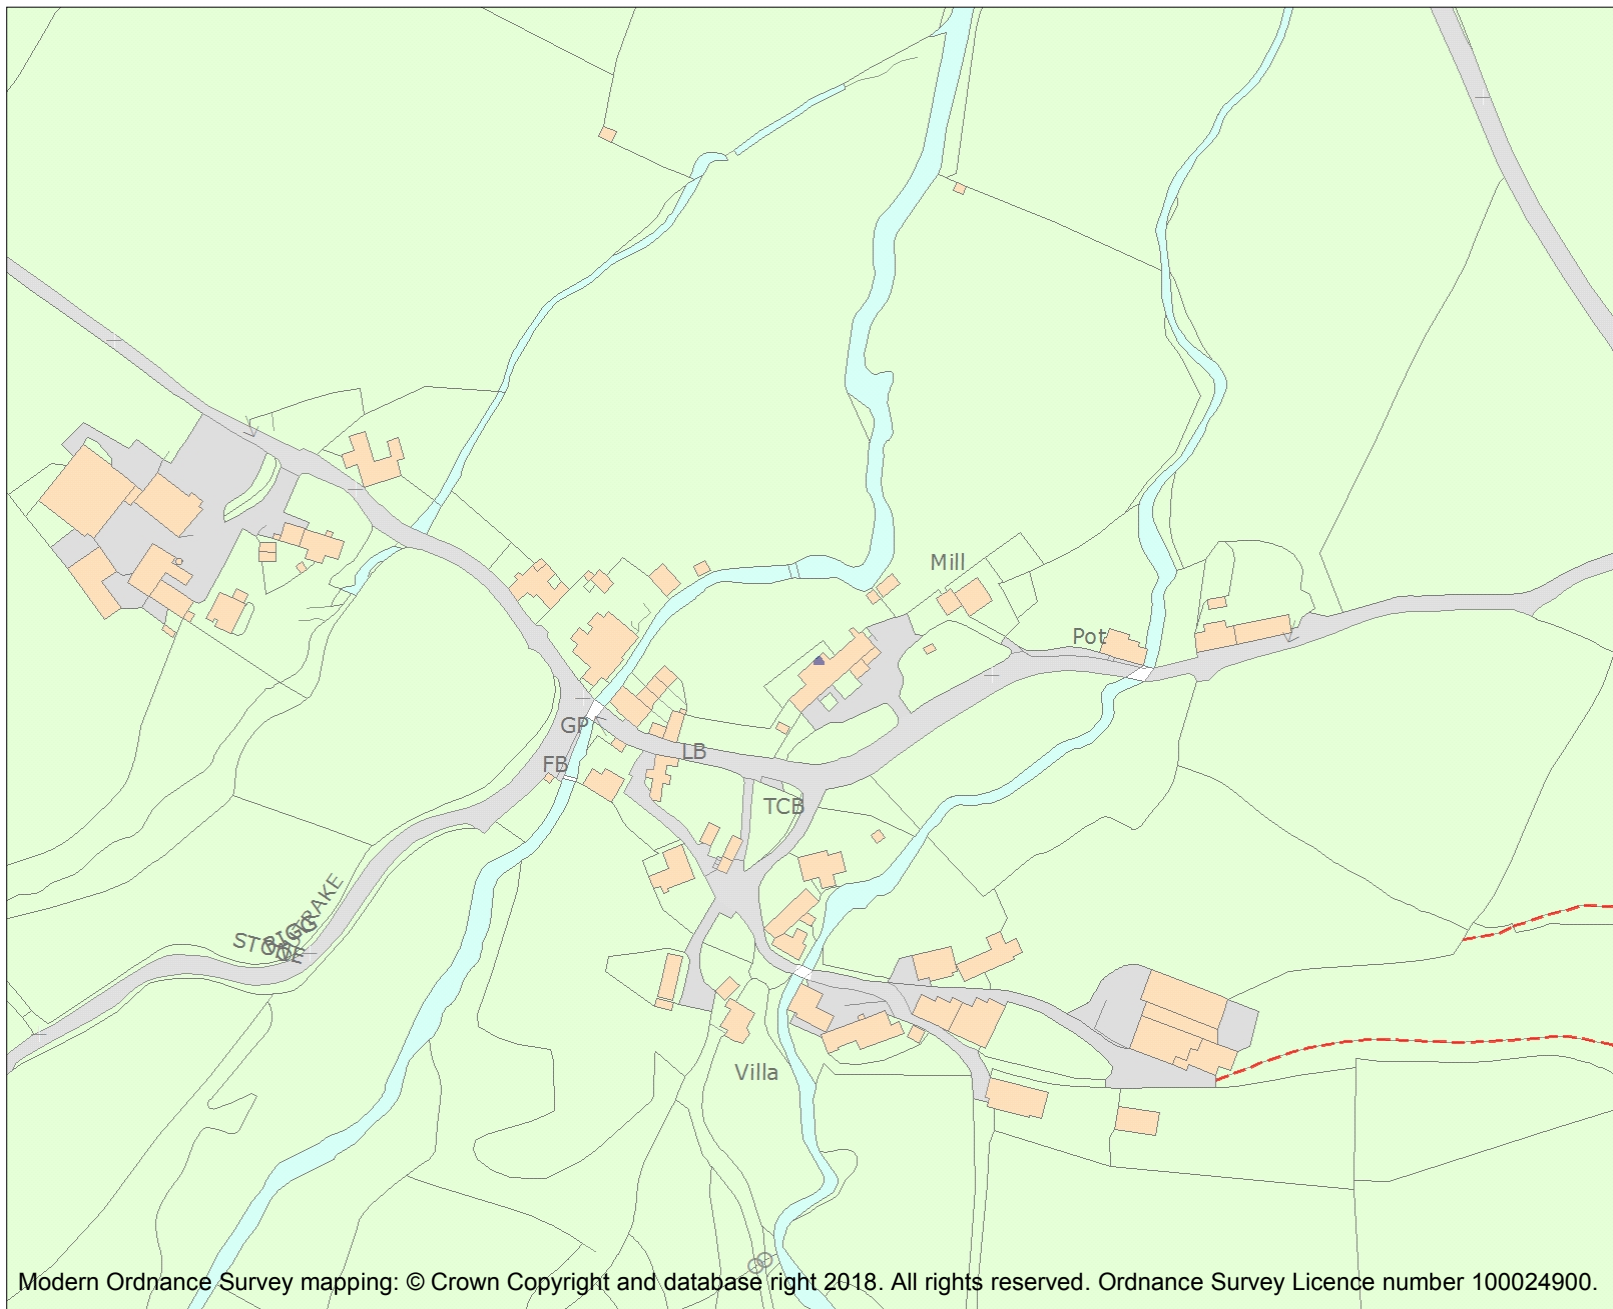 Mill
Pot
GP
LB
FB
TCB
Villa
Modern Ordnance Survey mapping: © Crown Copyright and database right 2018. All rights reserved. Ordnance Survey Licence number 100024900.